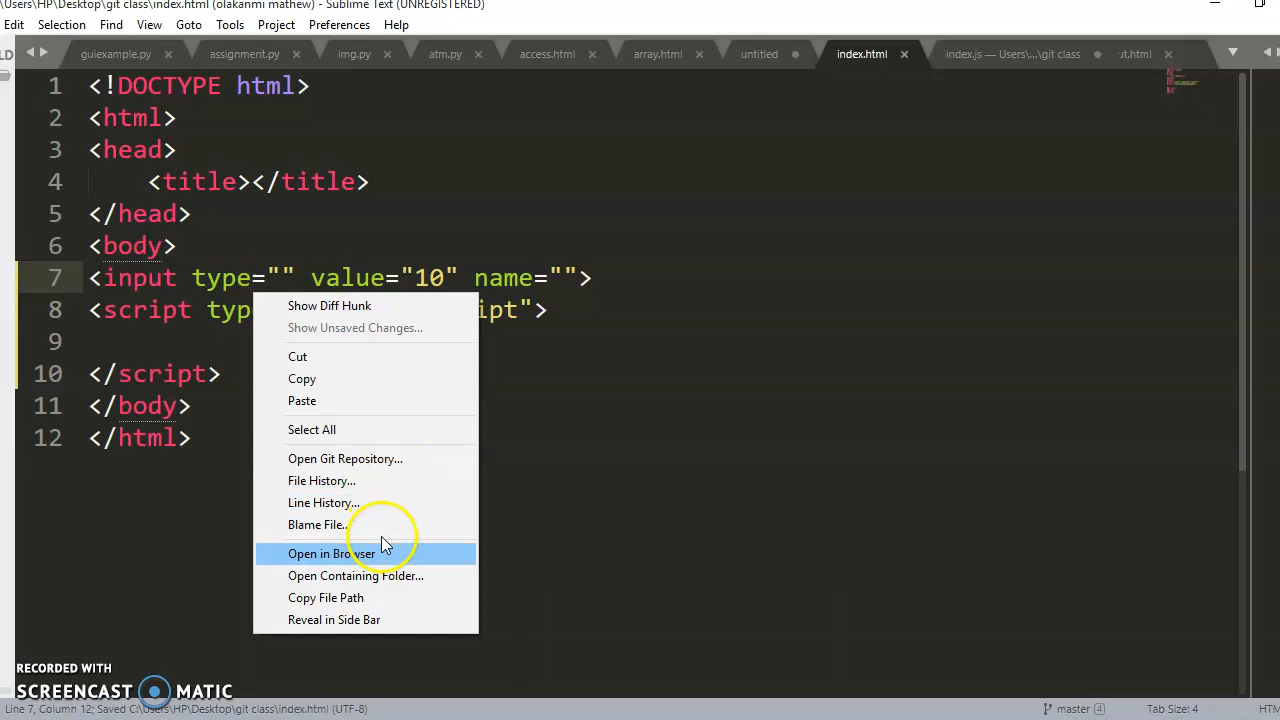 \Users\HP\Desktop\git class\index.html (olakanmi mathew) - Sublime Text (UNREGISTERED)
Edit Selection Find View Goto Tools Project Preferences Help
guiexample.py assignment.py img.py atm.py access.html array.html untitled index.html index.js — Users\...\git class ut.html
1 <!DOCTYPE html>
2 <html>
3 <head>
4 <title></title>
5 </head>
6 <body>
7 <input type="" value="10" name="">
8 <script typ ipt">
9
10 </script>
11 </body>
12 </html>
Show Diff Hunk
Show Unsaved Changes...
Cut
Copy
Paste
Select All
Open Git Repository...
File History...
Line History...
Blame File...
Open in Browser
Open Containing Folder...
Copy File Path
Reveal in Side Bar
RECORDED WITH
SCREENCAST MATIC
Line 7, Column 12; Saved C:\Users\HP\Desktop\git class\index.html (UTF-8) master 4 Tab Size: 4 HTM